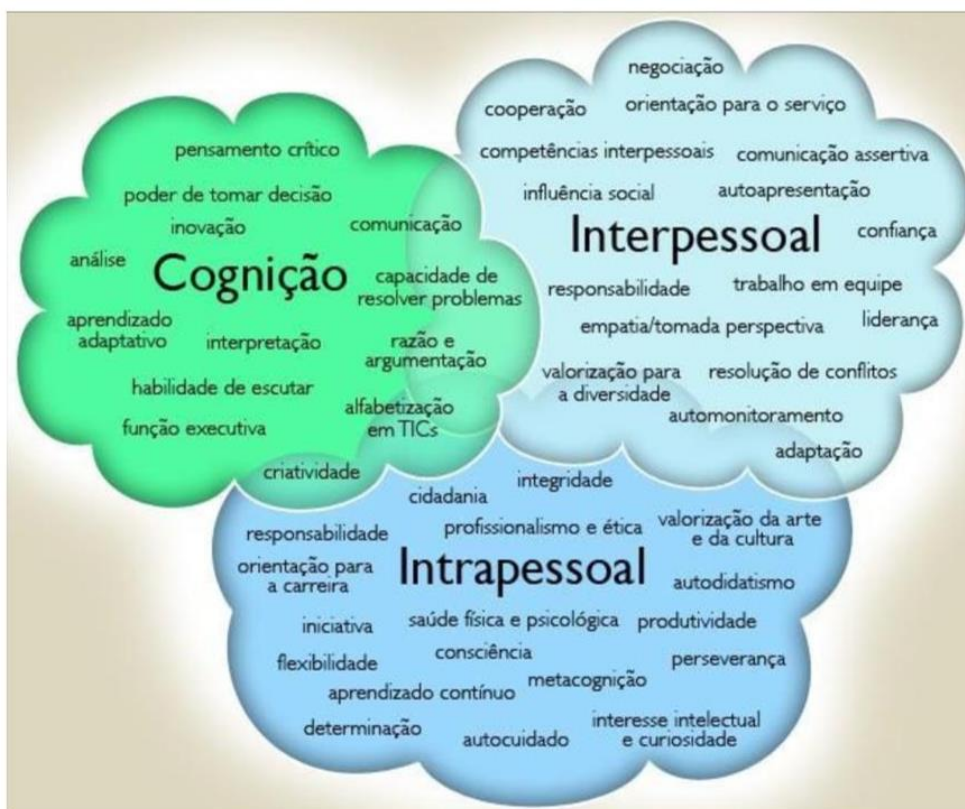 pensamento crítico
poder de tomar decisão
inovação
comunicação
análise
Cognição
capacidade de
resolver problemas
aprendizado
adaptativo
interpretação
razão e
argumentação
habilidade de escutar
alfabetização
em TICs
função executiva
criatividade
negociação
cooperação
orientação para o serviço
competências interpessoais
comunicação assertiva
influência social
autoapresentação
Interpessoal
confiança
responsabilidade
trabalho em equipe
empatia/tomada perspectiva
liderança
valorização para
a diversidade
resolução de conflitos
automonitoramento
adaptação
integridade
cidadania
responsabilidade
profissionalismo e ética
valorização da arte
e da cultura
orientação para
a carreira
Intrapessoal
autodidatismo
iniciativa
saúde física e psicológica
produtividade
flexibilidade
consciência
perseverança
aprendizado contínuo
metacognição
determinação
autocuidado
interesse intelectual
e curiosidade